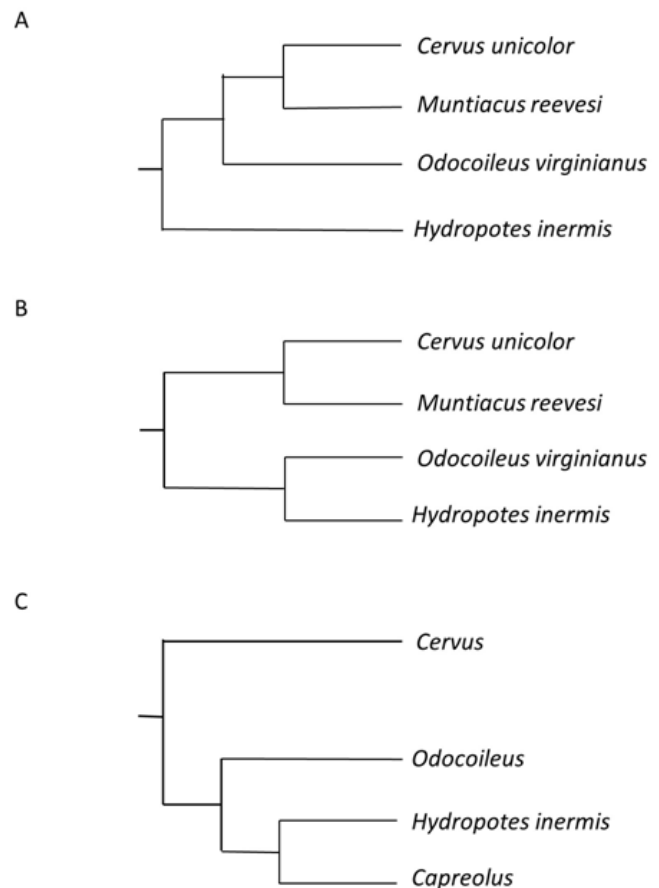 A
Cervus unicolor
Muntiacus reevesi
Odocoileus virginianus
Hydropotes inermis
B
Cervus unicolor
Muntiacus reevesi
Odocoileus virginianus
Hydropotes inermis
C
Cervus
Odocoileus
Hydropotes inermis
Capreolus